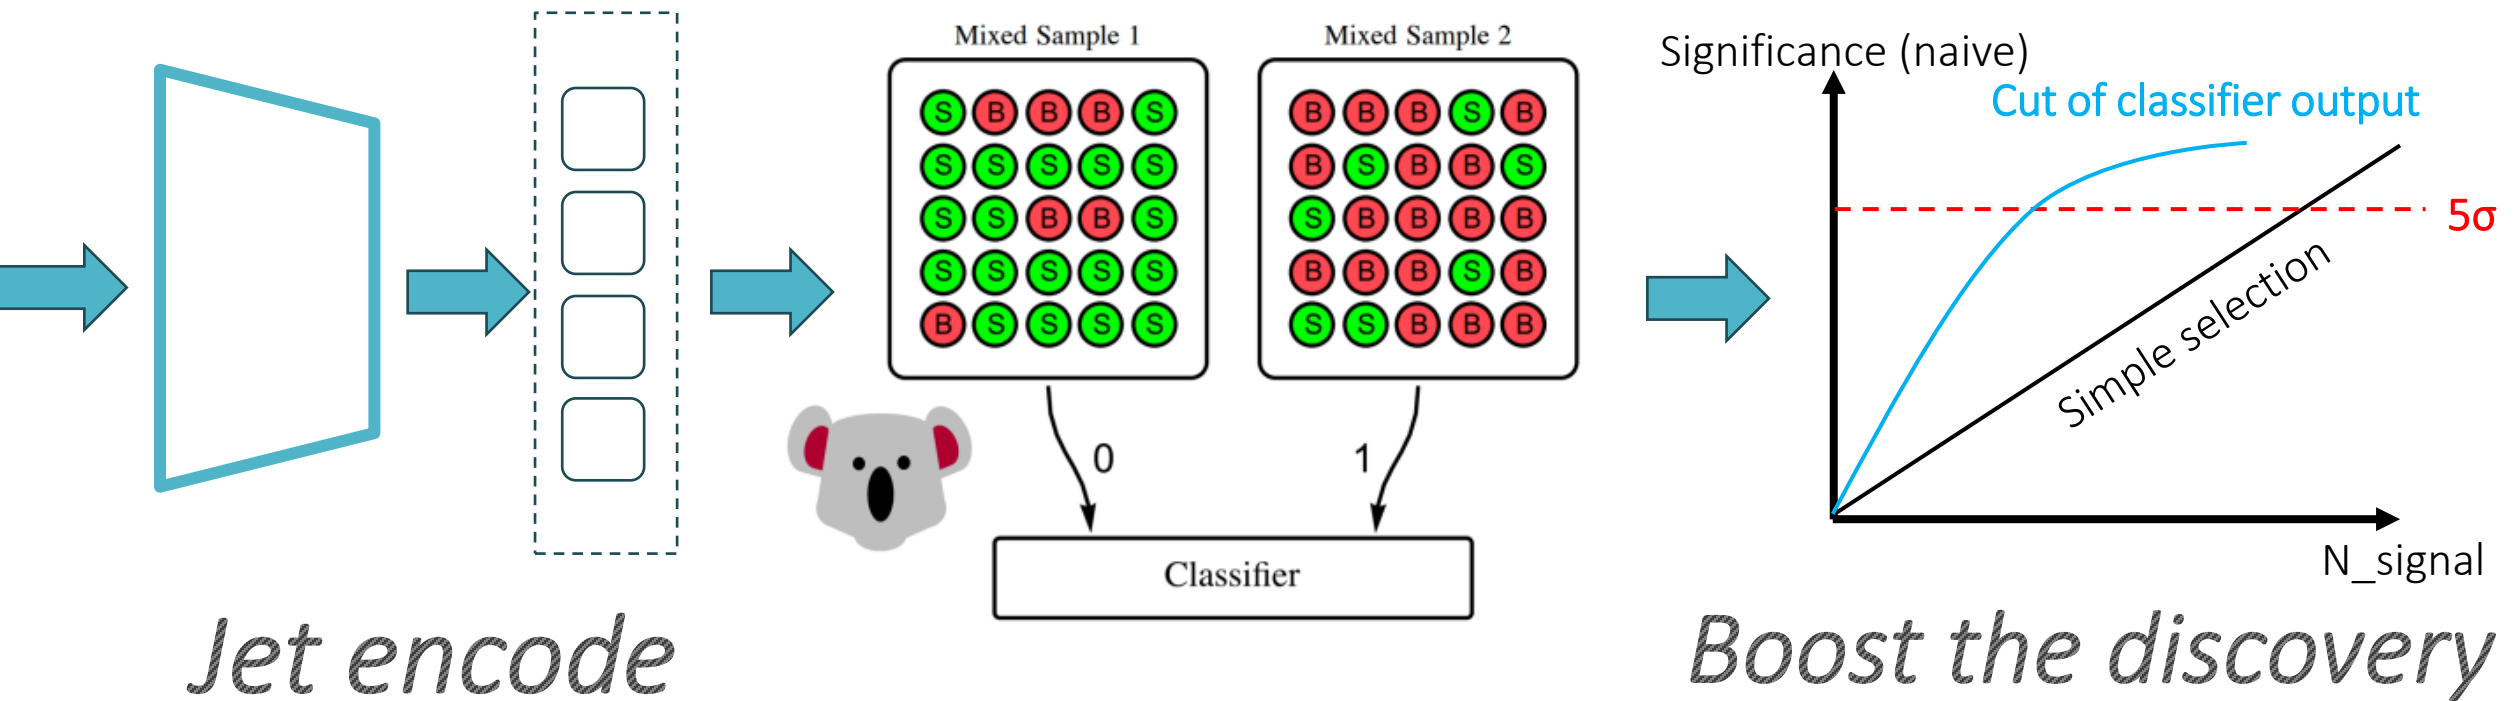 Mixed Sample 1
S B B B S
S S S S S
S S B B S
S S S S S
B S S S S
Mixed Sample 2
B B B S B
B S B B S
S B B B B
B B B S B
S S B B B
0
1
Classifier
Significance (naive)
Cut of classifier output
5σ
Simple selection
N_signal
Jet encode
Boost the discovery